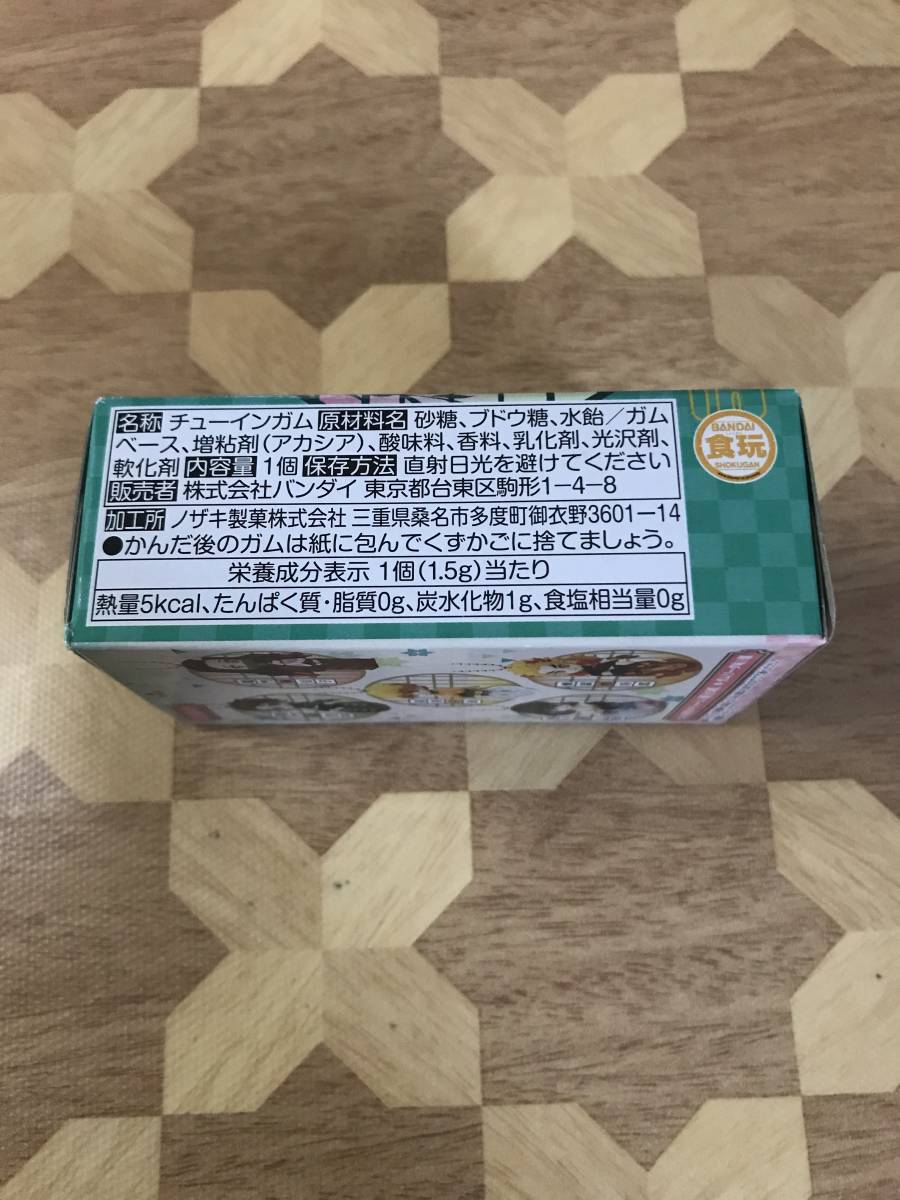 名称 チューインガム 原材料名 砂糖、ブドウ糖、水飴／ガム
ベース、増粘剤（アカシア）、酸味料、香料、乳化剤、光沢剤、
軟化剤 内容量 1個 保存方法 直射日光を避けてください
販売者 株式会社バンダイ 東京都台東区駒形1−4−8
加工所 ノザキ製菓株式会社 三重県桑名市多度町御衣野3601−14
●かんだ後のガムは紙に包んでくずかごに捨てましょう。
栄養成分表示 1個（1.5g）当たり
熱量5kcal、たんぱく質・脂質0g、炭水化物1g、食塩相当量0g
BANDAI
食玩
SHOKUGAN